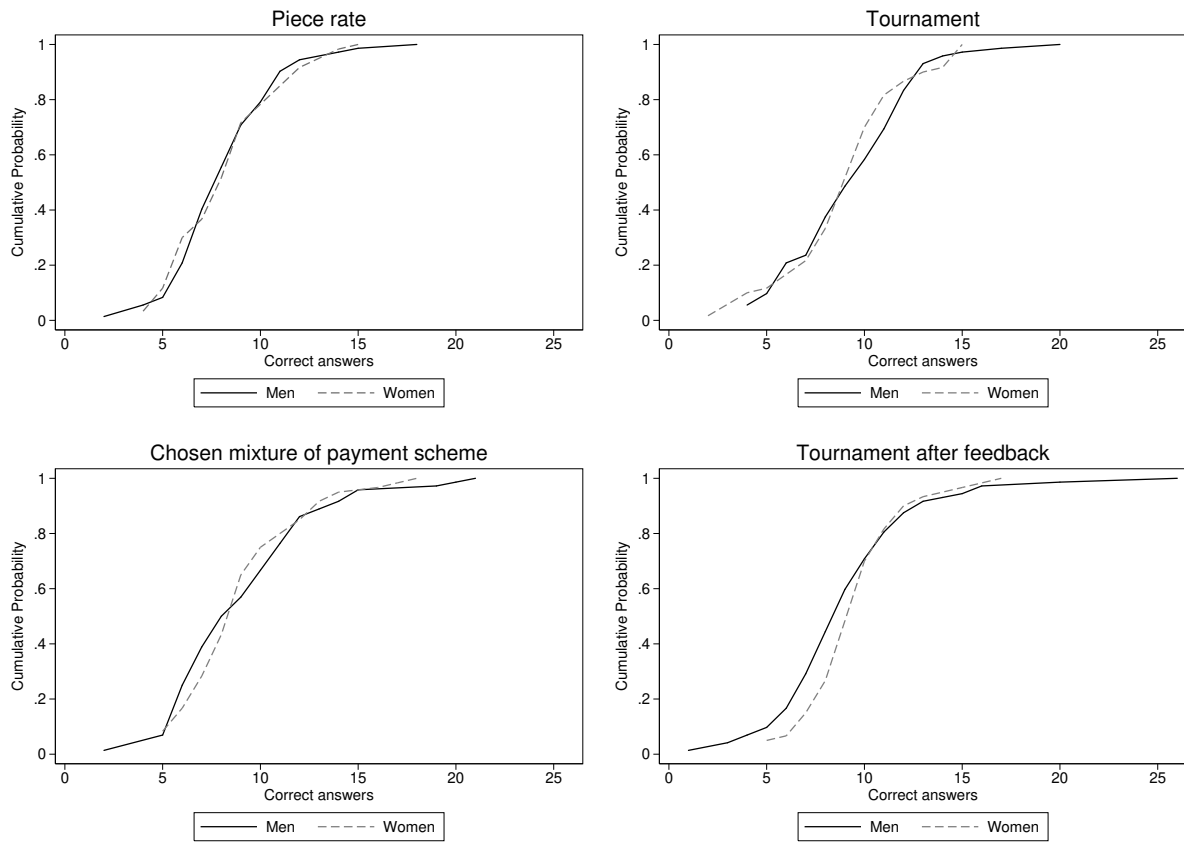 Piece rate
Cumulative Probability
1
.8
.6
.4
.2
0
0 5 10 15 20 25
Correct answers
Men Women
Tournament
Cumulative Probability
1
.8
.6
.4
.2
0
0 5 10 15 20 25
Correct answers
Men Women
Chosen mixture of payment scheme
Cumulative Probability
1
.8
.6
.4
.2
0
0 5 10 15 20 25
Correct answers
Men Women
Tournament after feedback
Cumulative Probability
1
.8
.6
.4
.2
0
0 5 10 15 20 25
Correct answers
Men Women